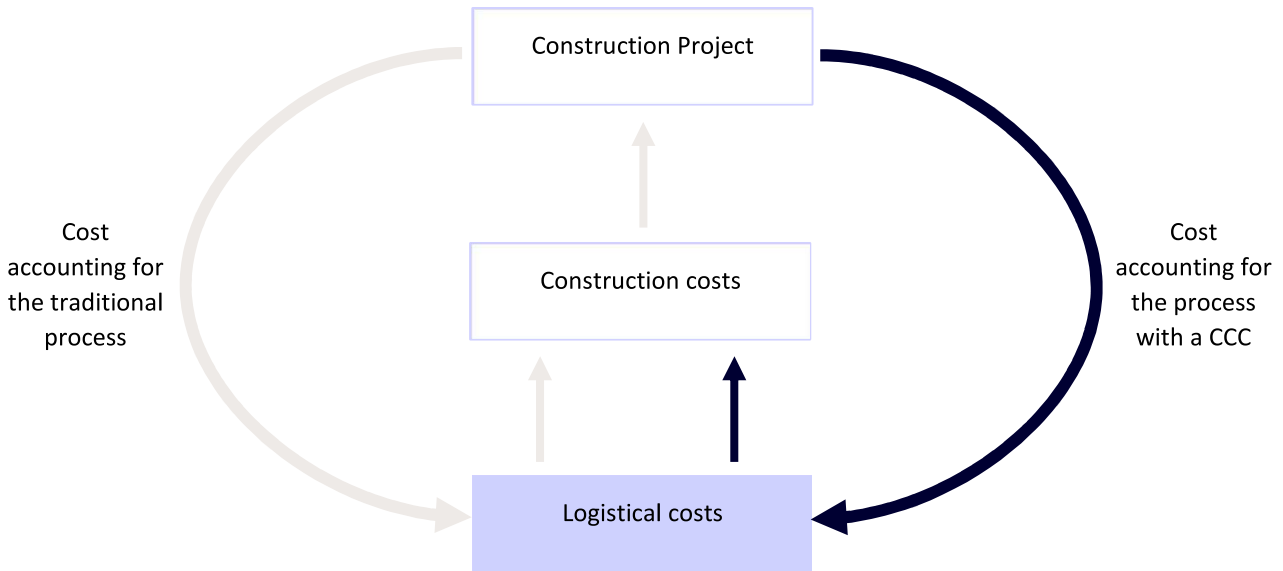 Construction Project
Cost
accounting for
the traditional
process
Construction costs
Cost
accounting for
the process
with a CCC
Logistical costs